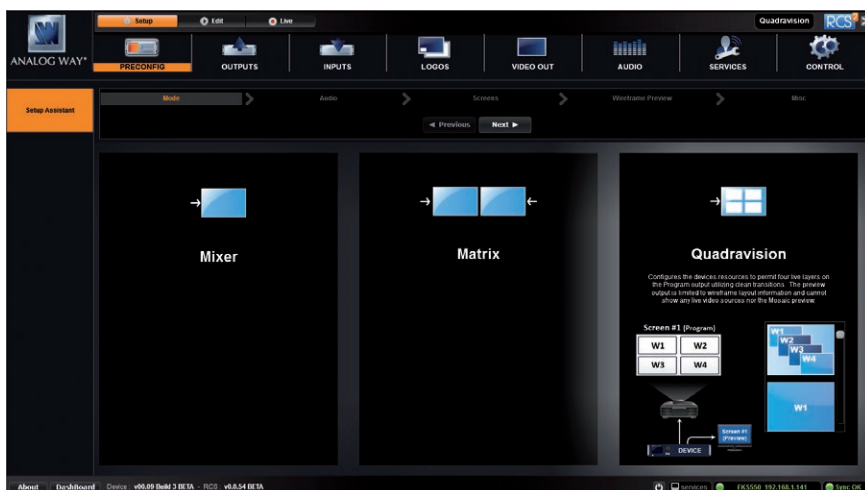 Setup
Edit
Live
Quadravision
RCS²
AW
ANALOG WAY®
PRECONFIG
OUTPUTS
INPUTS
LOGOS
VIDEO OUT
AUDIO
SERVICES
CONTROL
Setup Assistant
Mode
Audio
Screens
Wireframe Preview
Misc
Previous
Next
Mixer
Matrix
Quadravision
Configures the devices resources to permit four live layers on
the Program output utilizing clean transitions. The preview
output is limited to wireframe layout information and cannot
show any live video sources nor the Mosaic preview.
Screen #1 (Program)
W1 W2
W3 W4
W1
W2
W3
W4
W1
Screen #1
(Preview)
DEVICE
About
DashBoard
Device : v00.09 Build 3 BETA - RCS : v0.0.54 BETA
services
EKS550 192.168.1.141
Sync OK